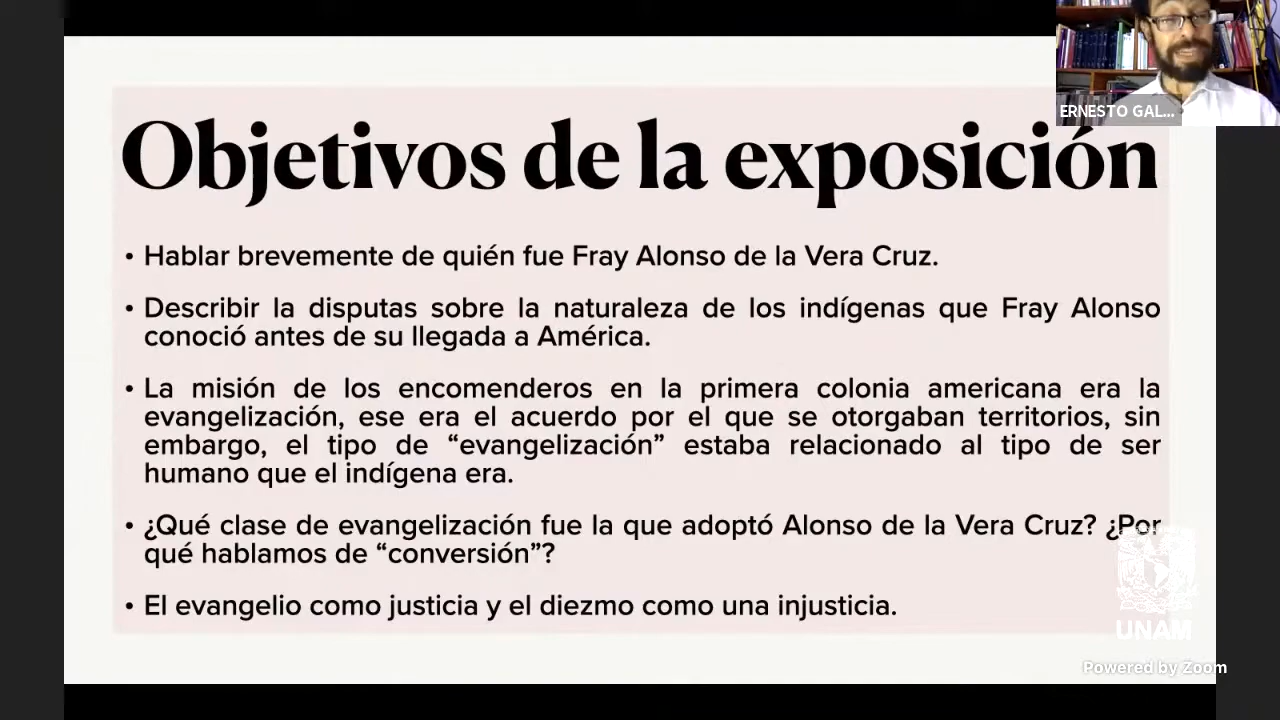 ERNESTO GAL...
Objetivos de la exposición
• Hablar brevemente de quién fue Fray Alonso de la Vera Cruz.
• Describir la disputas sobre la naturaleza de los indígenas que Fray Alonso
conoció antes de su llegada a América.
• La misión de los encomenderos en la primera colonia americana era la
evangelización, ese era el acuerdo por el que se otorgaban territorios, sin
embargo, el tipo de “evangelización” estaba relacionado al tipo de ser
humano que el indígena era.
• ¿Qué clase de evangelización fue la que adoptó Alonso de la Vera Cruz? ¿Por
qué hablamos de “conversión”?
• El evangelio como justicia y el diezmo como una injusticia.
UNAM
Powered by Zoom